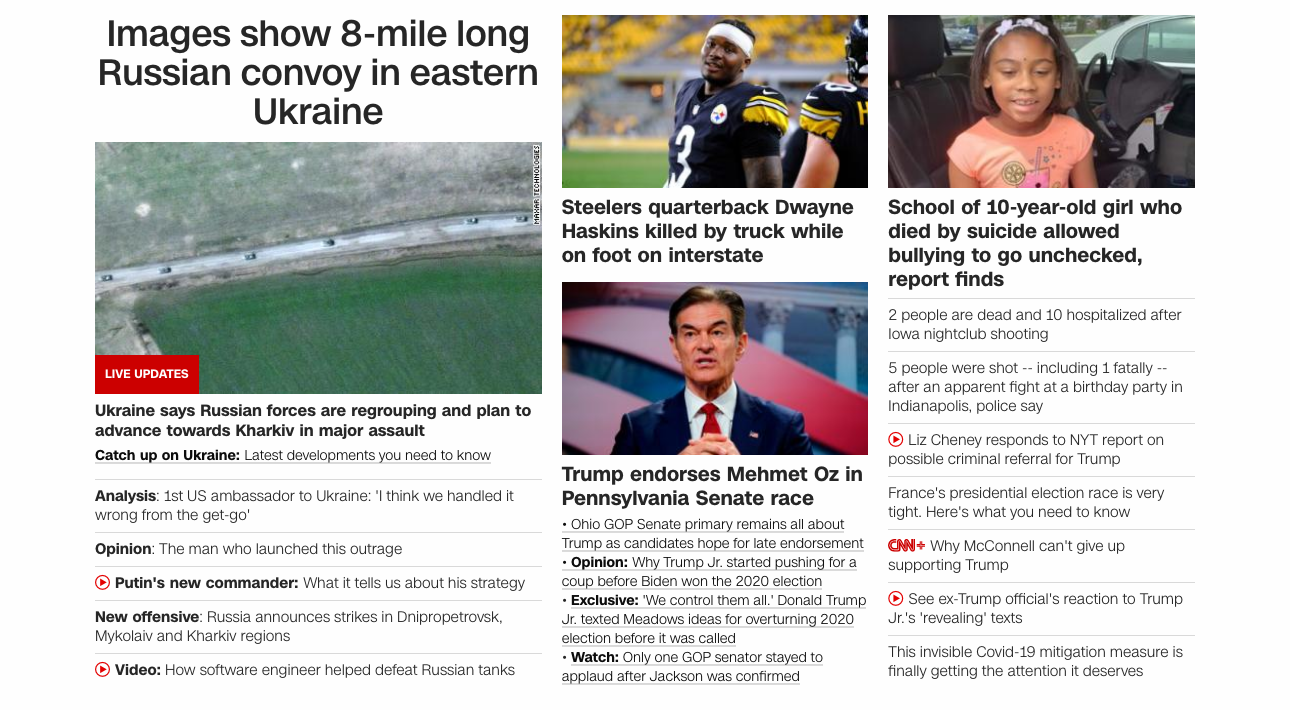 Images show 8-mile long
Russian convoy in eastern
Ukraine
MAXAR TECHNOLOGIES
LIVE UPDATES
Ukraine says Russian forces are regrouping and plan to
advance towards Kharkiv in major assault
Catch up on Ukraine: Latest developments you need to know
Analysis: 1st US ambassador to Ukraine: 'I think we handled it
wrong from the get-go'
Opinion: The man who launched this outrage
Putin's new commander: What it tells us about his strategy
New offensive: Russia announces strikes in Dnipropetrovsk,
Mykolaiv and Kharkiv regions
Video: How software engineer helped defeat Russian tanks
3
H
Steelers quarterback Dwayne
Haskins killed by truck while
on foot on interstate
Trump endorses Mehmet Oz in
Pennsylvania Senate race
• Ohio GOP Senate primary remains all about
Trump as candidates hope for late endorsement
• Opinion: Why Trump Jr. started pushing for a
coup before Biden won the 2020 election
• Exclusive: 'We control them all.' Donald Trump
Jr. texted Meadows ideas for overturning 2020
election before it was called
• Watch: Only one GOP senator stayed to
applaud after Jackson was confirmed
School of 10-year-old girl who
died by suicide allowed
bullying to go unchecked,
report finds
2 people are dead and 10 hospitalized after
Iowa nightclub shooting
5 people were shot -- including 1 fatally --
after an apparent fight at a birthday party in
Indianapolis, police say
Liz Cheney responds to NYT report on
possible criminal referral for Trump
France's presidential election race is very
tight. Here's what you need to know
CNN+ Why McConnell can't give up
supporting Trump
See ex-Trump official's reaction to Trump
Jr.'s 'revealing' texts
This invisible Covid-19 mitigation measure is
finally getting the attention it deserves